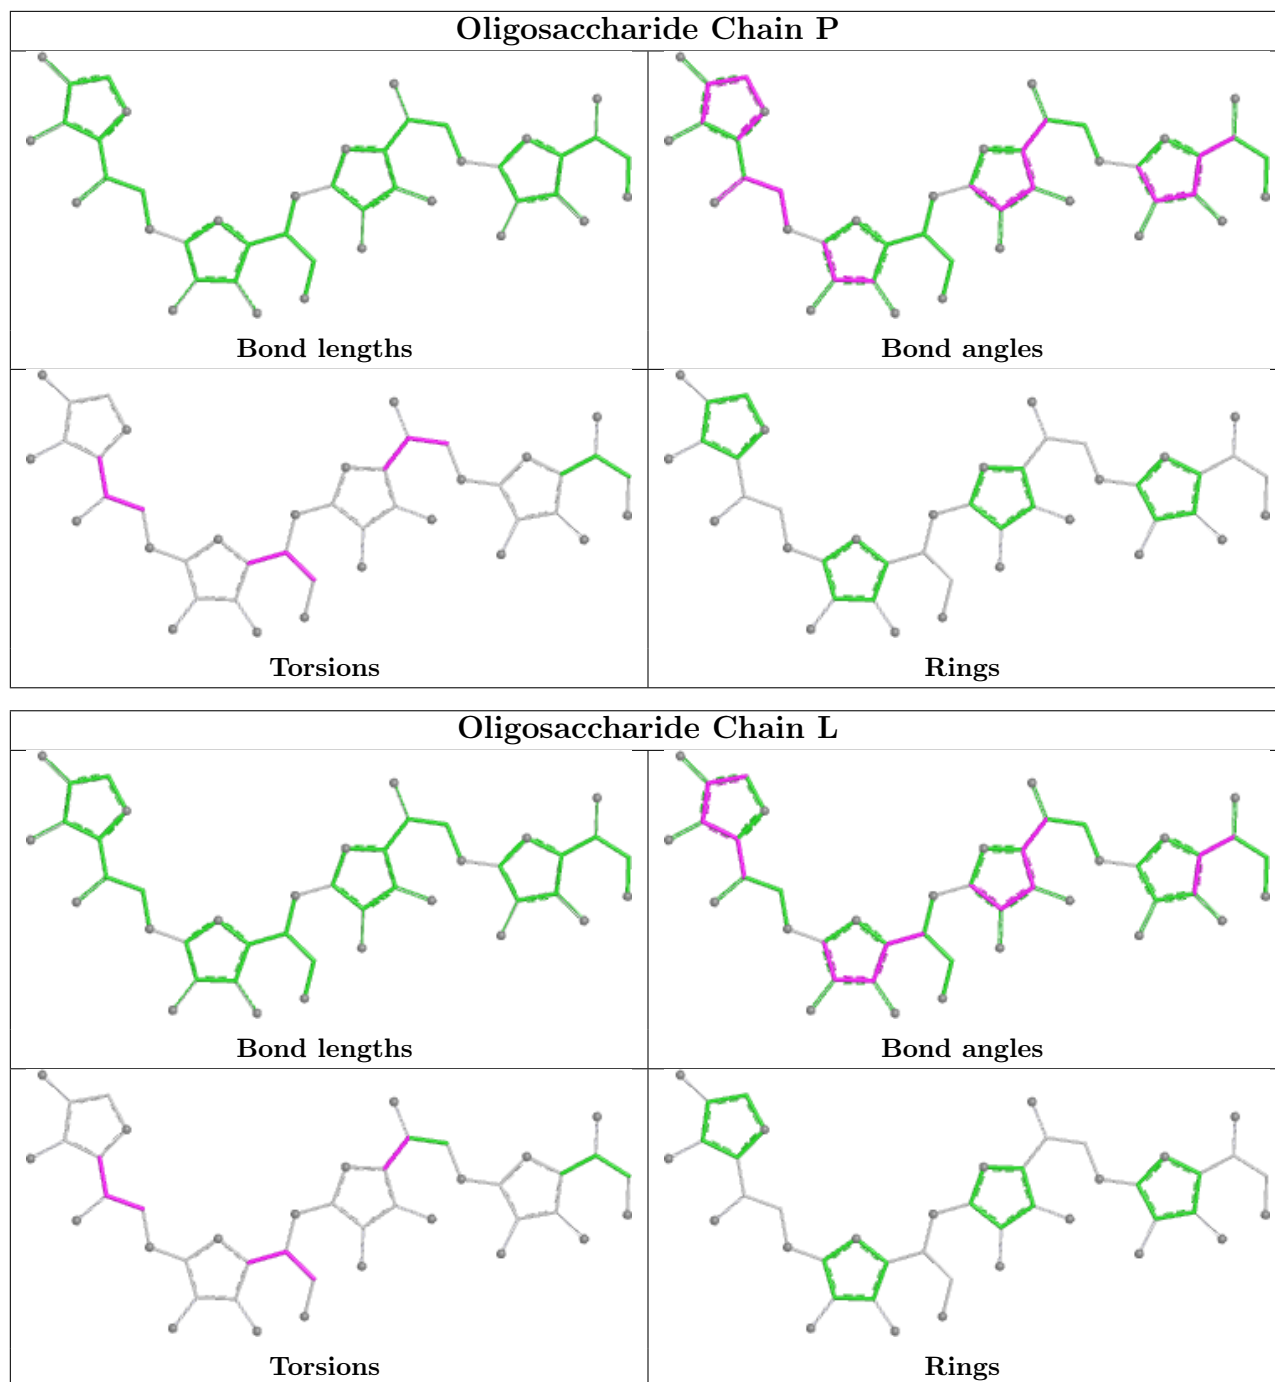 Oligosaccharide Chain P
Bond lengths
Bond angles
Torsions
Rings
Oligosaccharide Chain L
Bond lengths
Bond angles
Torsions
Rings